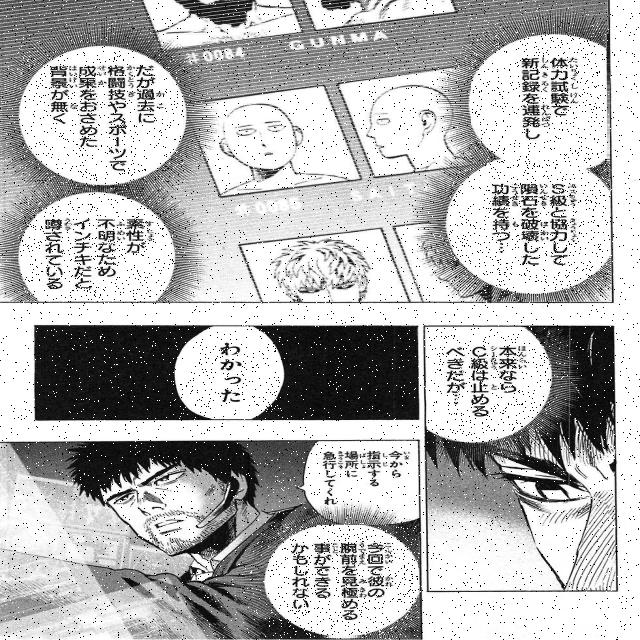 体力試験で
新記録を連発し
S級と協力して
隕石を破壊した
功績を持つ…
だが過去に
格闘技やスポーツで
成果をおさめた
背景が無く
素性が
不明なため
インチキだと
噂されている
#0084 GUNMA
SAIT
本来なら
C級は止める
べきだが…
わかった
今から
指示する
場所に
急行してくれ
今回で彼の
腕前を見極める
事ができる
かもしれない